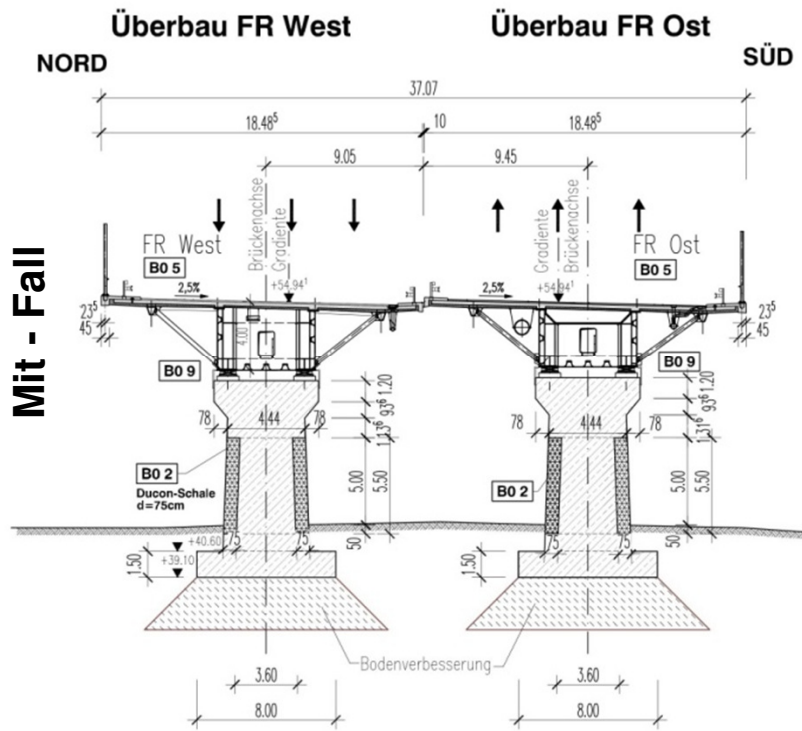 Überbau FR West Überbau FR Ost
NORD SÜD
37.07
18.48⁵ 10 18.48⁵
9.05 9.45
Mit - Fall
Brückenachse
Gradiente
Gradiente
Brückenachse
FR West FR Ost
B0 5 B0 5
2,5% +54.94¹ 2,5% +54.94¹
23⁵ 23⁵
45 45
4.00
B0 9 B0 9
1.20 1.20
93⁶ 93⁶
78 4.44 78 78 4.44 78
1.13⁶ 1.31⁶
B0 2 B0 2
Ducon-Schale
d=75cm
5.00 5.50 5.00 5.50
+40.60 75 75 50 75 75 50
1.50 +39.10 1.50
Bodenverbesserung
3.60 3.60
8.00 8.00